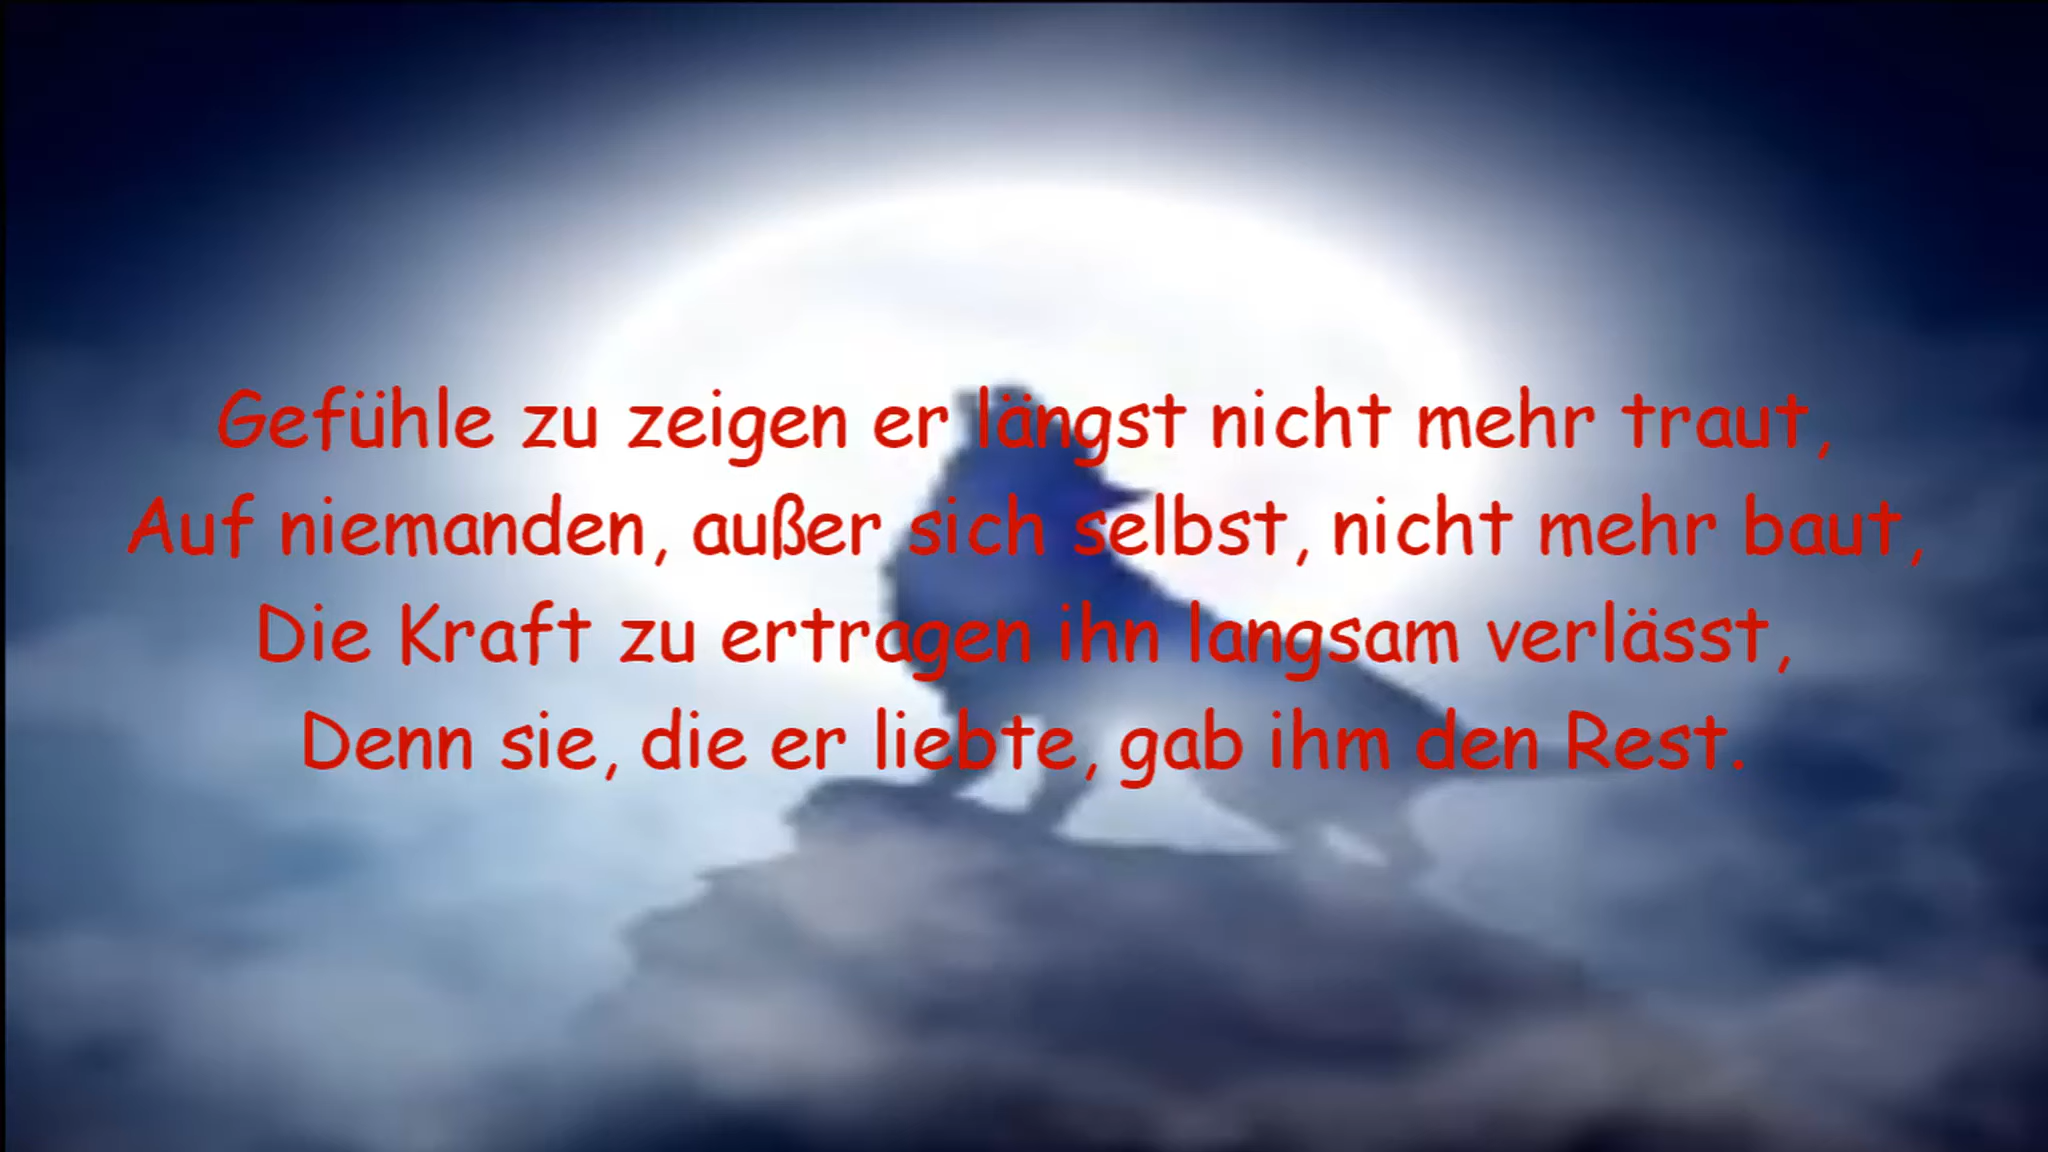 Gefühle zu zeigen er längst nicht mehr traut,
Auf niemanden, außer sich selbst, nicht mehr baut,
Die Kraft zu ertragen ihn langsam verlässt,
Denn sie, die er liebte, gab ihm den Rest.